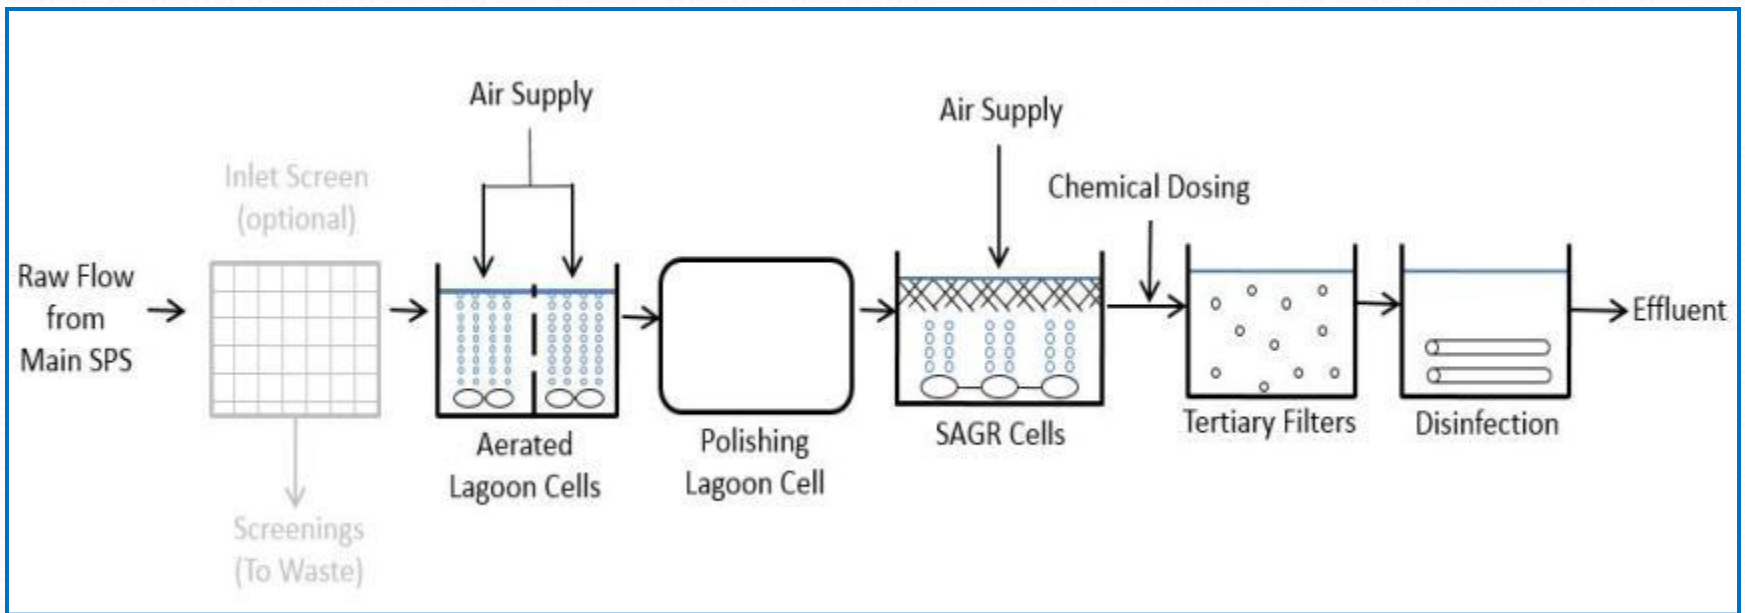 Air Supply
Air Supply
Inlet Screen
(optional)
Chemical Dosing
Raw Flow
from
Main SPS
Effluent
Aerated
Lagoon Cells
Polishing
Lagoon Cell
SAGR Cells
Tertiary Filters
Disinfection
Screenings
(To Waste)